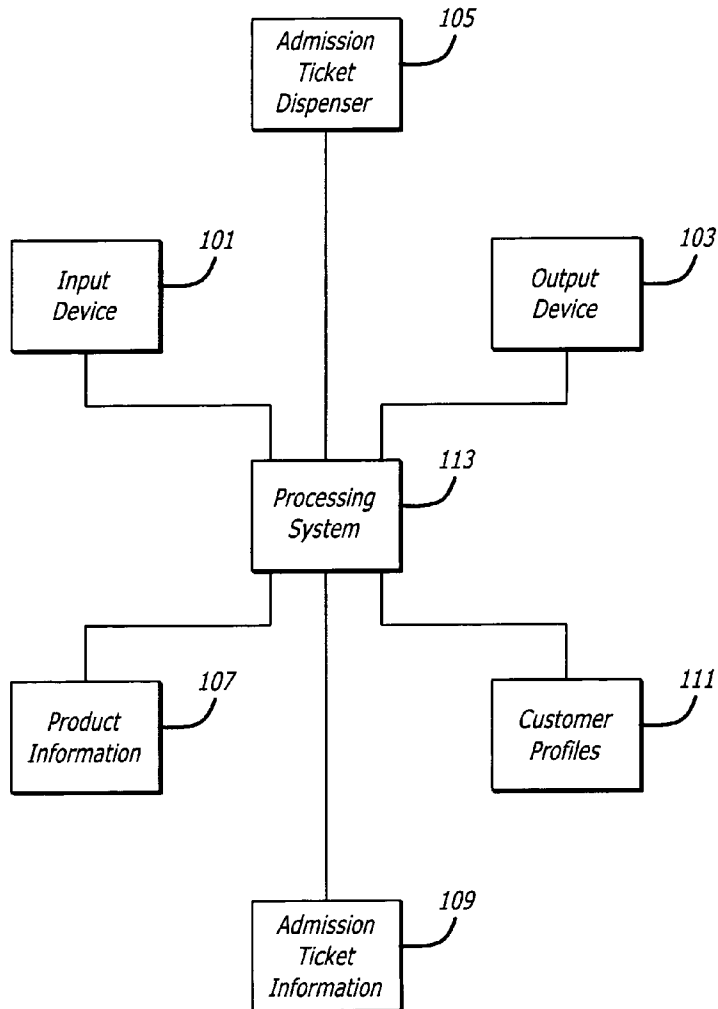 105
Admission
Ticket
Dispenser
101
Input
Device
103
Output
Device
113
Processing
System
107
Product
Information
111
Customer
Profiles
109
Admission
Ticket
Information